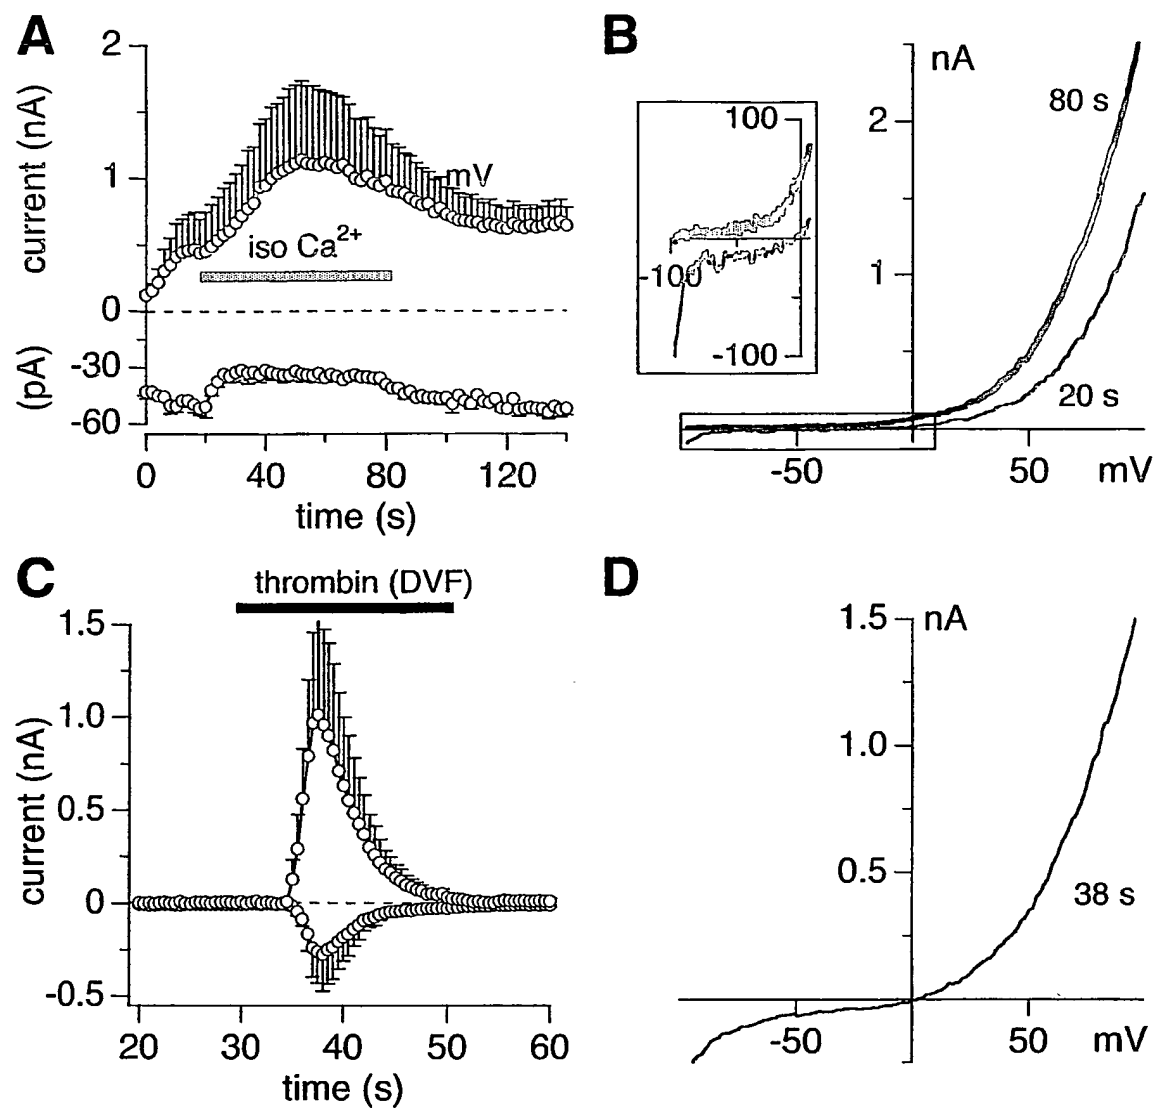 A
current (nA)
(pA)
2
1
0
-30
-60
mV
iso Ca²⁺
0 40 80 120
time (s)
B
nA
2
1
80 s
20 s
-50 50 mV
100
-100
-100
C
thrombin (DVF)
current (nA)
1.5
1.0
0.5
0
-0.5
20 30 40 50 60
time (s)
D
nA
1.5
1.0
0.5
38 s
-50 50 mV